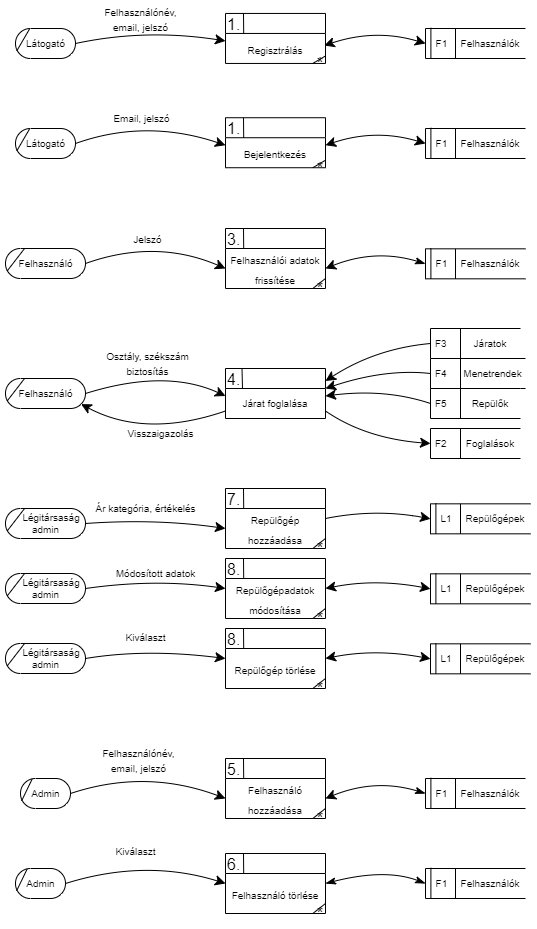 Felhasználónév,
email, jelszó
Látogató
1.
Regisztrálás
*
F1
Felhasználók
Email, jelszó
Látogató
1.
Bejelentkezés
*
F1
Felhasználók
Jelszó
Felhasználó
3.
Felhasználói adatok
frissítése
*
F1
Felhasználók
Osztály, székszám
biztosítás
Felhasználó
Visszaigazolás
4.
Járat foglalása
F3
Járatok
F4
Menetrendek
F5
Repülők
F2
Foglalások
Ár kategória, értékelés
Légitársaság
admin
7.
Repülőgép
hozzáadása
*
L1
Repülőgépek
Módosított adatok
Légitársaság
admin
8.
Repülőgépadatok
módosítása
*
L1
Repülőgépek
Kiválaszt
Légitársaság
admin
8.
Repülőgép törlése
*
L1
Repülőgépek
Felhasználónév,
email, jelszó
Admin
5.
Felhasználó
hozzáadása
*
F1
Felhasználók
Kiválaszt
Admin
6.
Felhasználó törlése
*
F1
Felhasználók